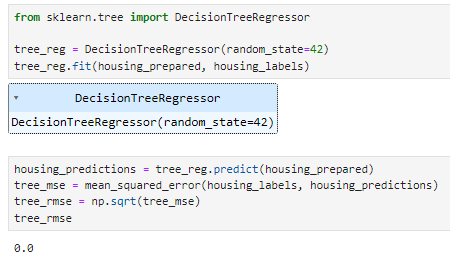 from sklearn.tree import DecisionTreeRegressor
tree_reg = DecisionTreeRegressor(random_state=42)
tree_reg.fit(housing_prepared, housing_labels)
▾ DecisionTreeRegressor
DecisionTreeRegressor(random_state=42)
housing_predictions = tree_reg.predict(housing_prepared)
tree_mse = mean_squared_error(housing_labels, housing_predictions)
tree_rmse = np.sqrt(tree_mse)
tree_rmse
0.0